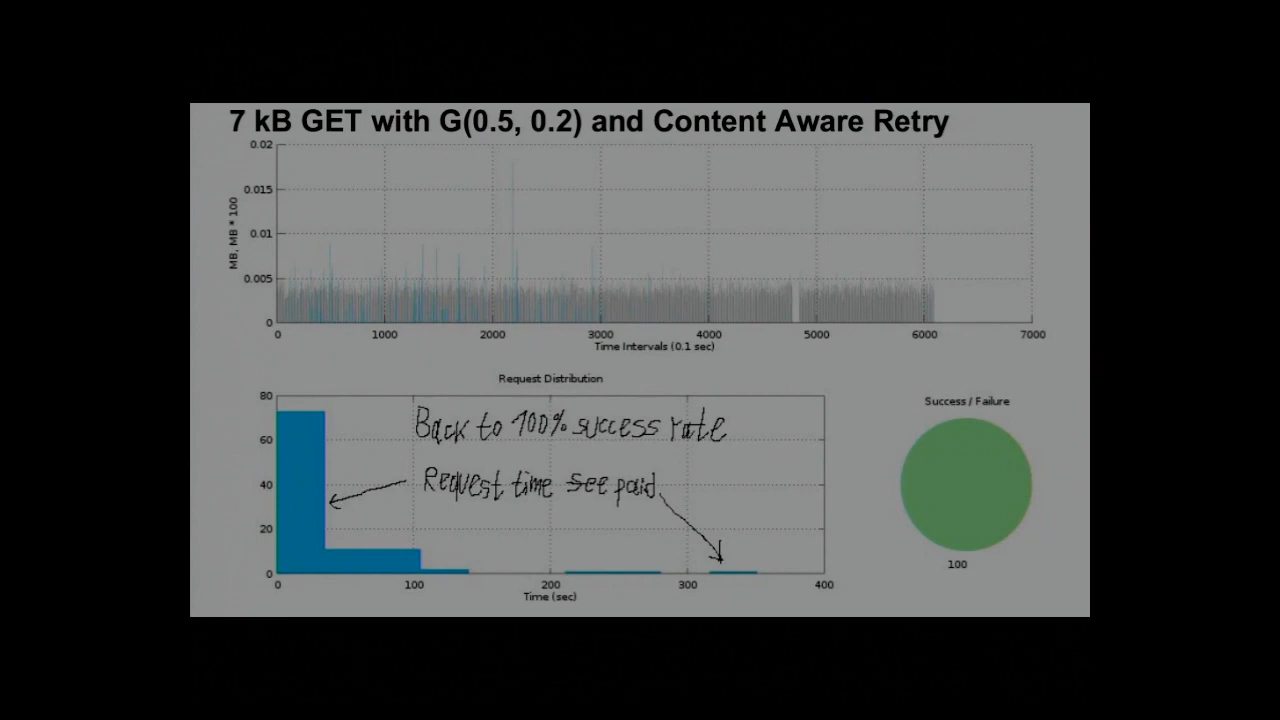 7 kB GET with G(0.5, 0.2) and Content Aware Retry
0.02
0.015
0.01
0.005
0
MB, MB * 100
0 1000 2000 3000 4000 5000 6000 7000
Time Intervals (0.1 sec)
Request Distribution
80
60
40
20
0
Back to 100% success rate
Request time See paid
0 100 200 300 400
Time (sec)
Success / Failure
100